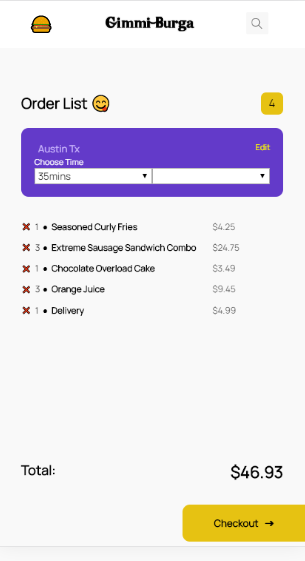 Gimmi-Burga
Order List 😋
4
Austin Tx
Edit
Choose Time
35mins
1 • Seasoned Curly Fries $4.25
3 • Extreme Sausage Sandwich Combo $24.75
1 • Chocolate Overload Cake $3.49
3 • Orange Juice $9.45
1 • Delivery $4.99
Total: $46.93
Checkout →